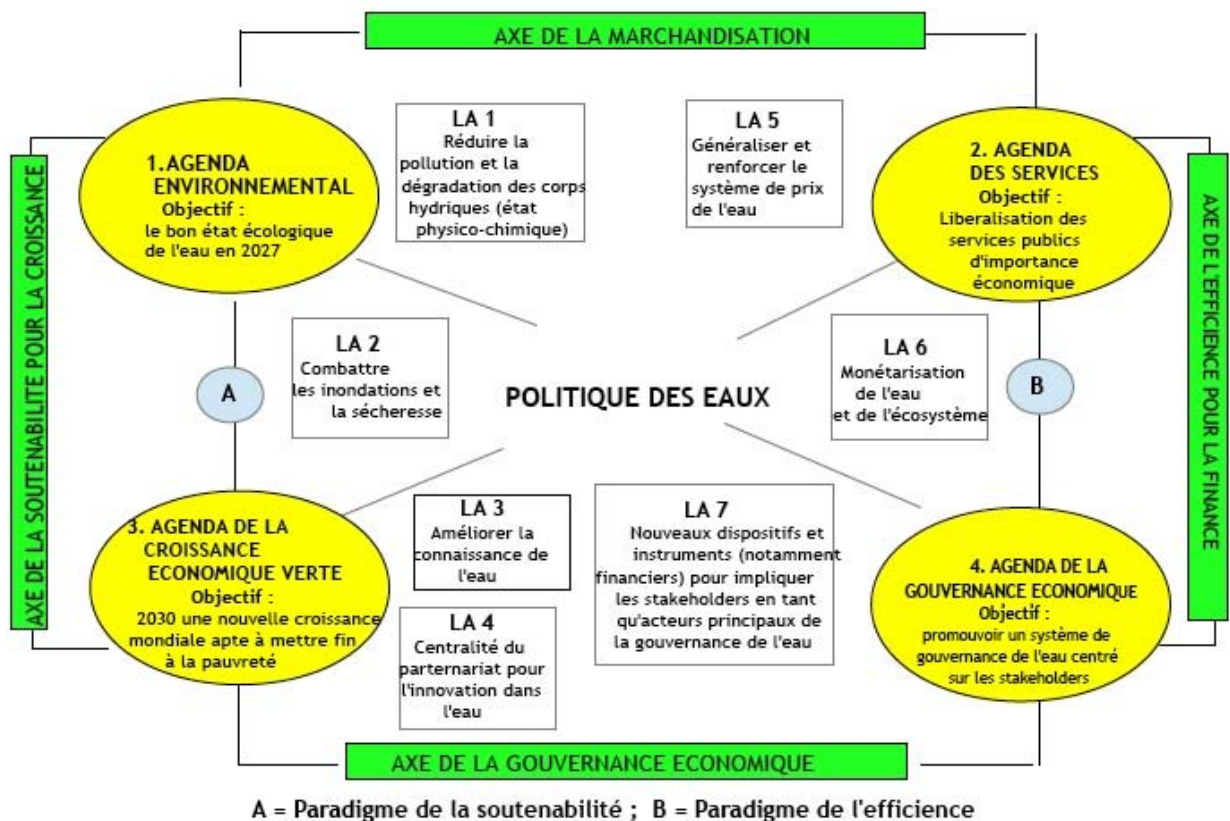 AXE DE LA MARCHANDISATION
AXE DE LA SOUTENABILITE POUR LA CROISSANCE
1.AGENDA
ENVIRONNEMENTAL
Objectif :
le bon état écologique
de l'eau en 2027
LA 1
Réduire la
pollution et la
dégradation des corps
hydriques (état
physico-chimique)
LA 5
Généraliser et
renforcer le
système de prix
de l'eau
2. AGENDA
DES SERVICES
Objectif :
Liberalisation des
services publics
d'importance
économique
AXE DE L'EFFICIENCE POUR LA FINANCE
A
LA 2
Combattre
les inondations et
la sécheresse
POLITIQUE DES EAUX
LA 6
Monétarisation
de l'eau
et de l'écosystème
B
3. AGENDA DE LA
CROISSANCE
ECONOMIQUE VERTE
Objectif :
2030 une nouvelle croissance
mondiale apte à mettre fin
à la pauvreté
LA 3
Améliorer la
connaissance de
l'eau
LA 4
Centralité du
parternariat pour
l'innovation dans
l'eau
LA 7
Nouveaux dispositifs et
instruments (notamment
financiers) pour impliquer
les stakeholders en tant
qu'acteurs principaux de
la gouvernance de l'eau
4. AGENDA DE LA
GOUVERNANCE ECONOMIQUE
Objectif :
promouvoir un système de
gouvernance de l'eau centré
sur les stakeholders
AXE DE LA GOUVERNANCE ECONOMIQUE
A = Paradigme de la soutenabilité ; B = Paradigme de l'efficience